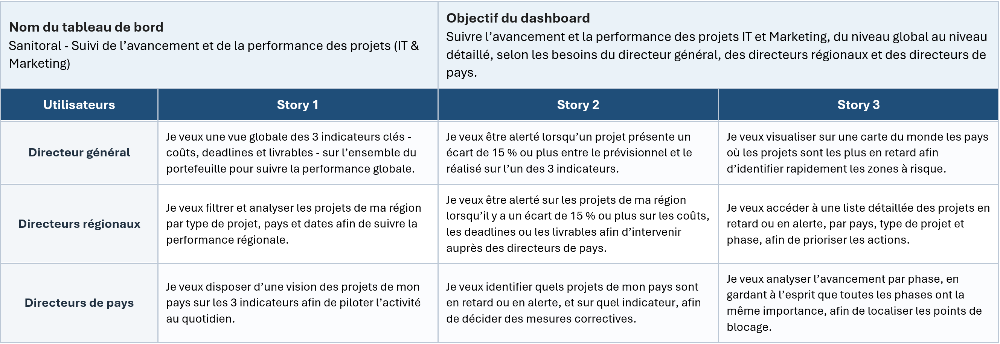 Nom du tableau de bord
Sanitoral - Suivi de l’avancement et de la performance des projets (IT &
Marketing)
Objectif du dashboard
Suivre l’avancement et la performance des projets IT et Marketing, du niveau global au niveau
détaillé, selon les besoins du directeur général, des directeurs régionaux et des directeurs de
pays.
Utilisateurs
Story 1
Story 2
Story 3
Directeur général
Je veux une vue globale des 3 indicateurs clés -
coûts, deadlines et livrables - sur l’ensemble du
portefeuille pour suivre la performance globale.
Je veux être alerté lorsqu’un projet présente un
écart de 15 % ou plus entre le prévisionnel et le
réalisé sur l’un des 3 indicateurs.
Je veux visualiser sur une carte du monde les pays
où les projets sont les plus en retard afin
d’identifier rapidement les zones à risque.
Directeurs régionaux
Je veux filtrer et analyser les projets de ma région
par type de projet, pays et dates afin de suivre la
performance régionale.
Je veux être alerté sur les projets de ma région
lorsqu’il y a un écart de 15 % ou plus sur les coûts,
les deadlines ou les livrables afin d’intervenir
auprès des directeurs de pays.
Je veux accéder à une liste détaillée des projets en
retard ou en alerte, par pays, type de projet et
phase, afin de prioriser les actions.
Directeurs de pays
Je veux disposer d’une vision des projets de mon
pays sur les 3 indicateurs afin de piloter l’activité
au quotidien.
Je veux identifier quels projets de mon pays sont
en retard ou en alerte, et sur quel indicateur, afin
de décider des mesures correctives.
Je veux analyser l’avancement par phase, en
gardant à l’esprit que toutes les phases ont la
même importance, afin de localiser les points de
blocage.